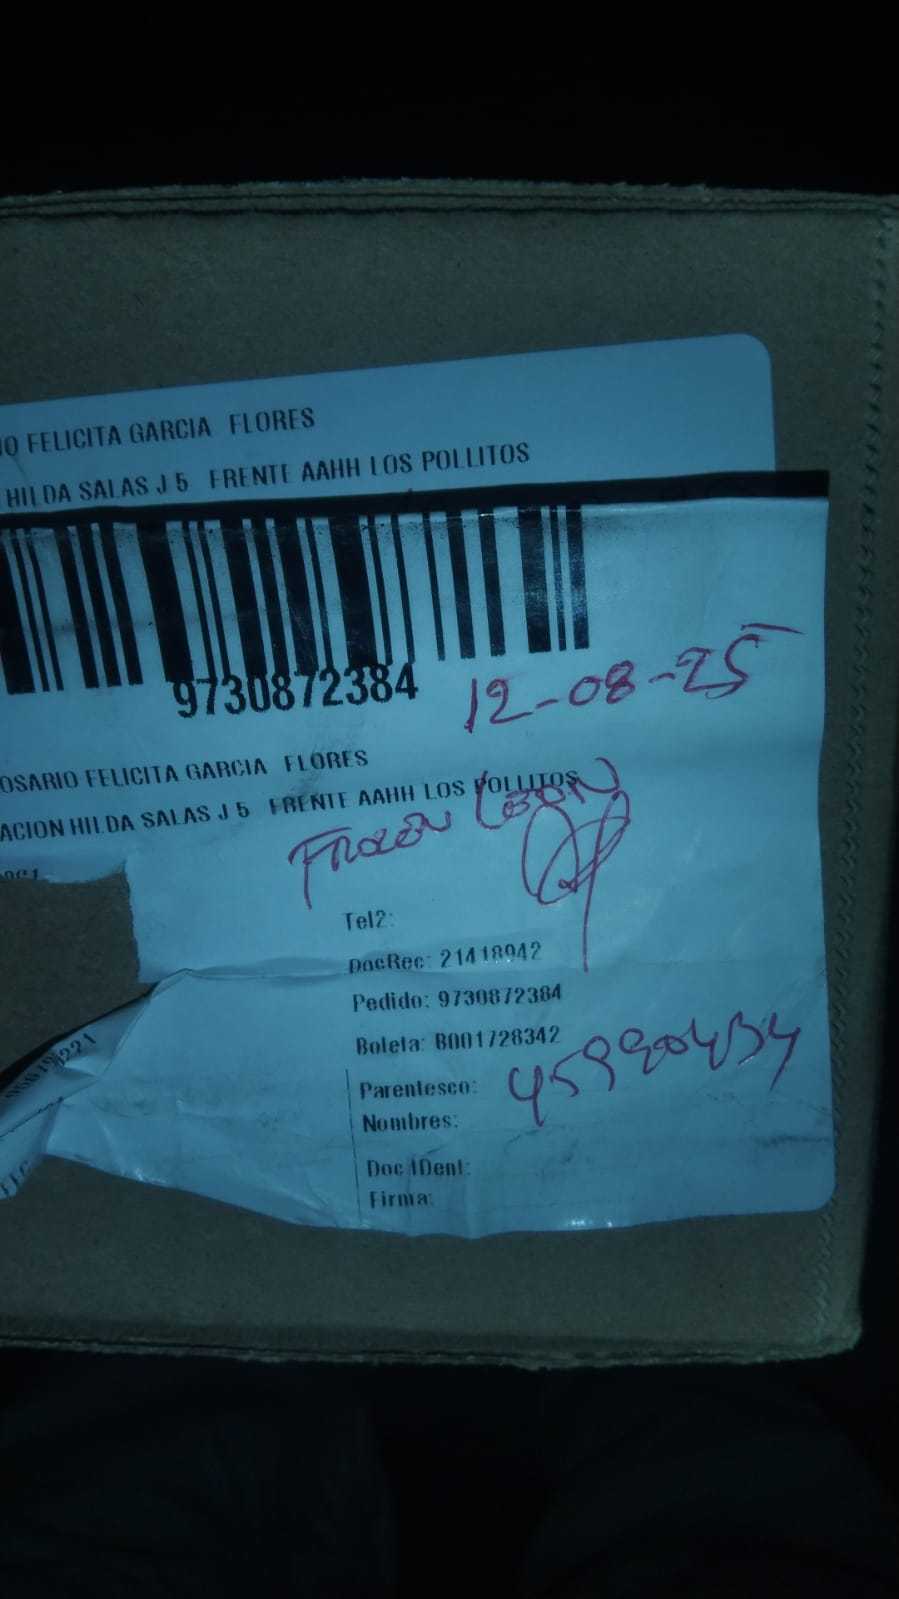 IO FELICITA GARCIA FLORES
HILDA SALAS J 5 FRENTE AAHH LOS POLLITOS
9730872384
12-08-25
OSARIO FELICITA GARCIA FLORES
ACION HILDA SALAS J 5 FRENTE AAHH LOS POLLITOS
LEON
Tel2:
DocRec: 21418942
Pedido: 9730872384
Boleta: B001728342
Parentesco:
Nombres:
Doc IDent:
Firma: